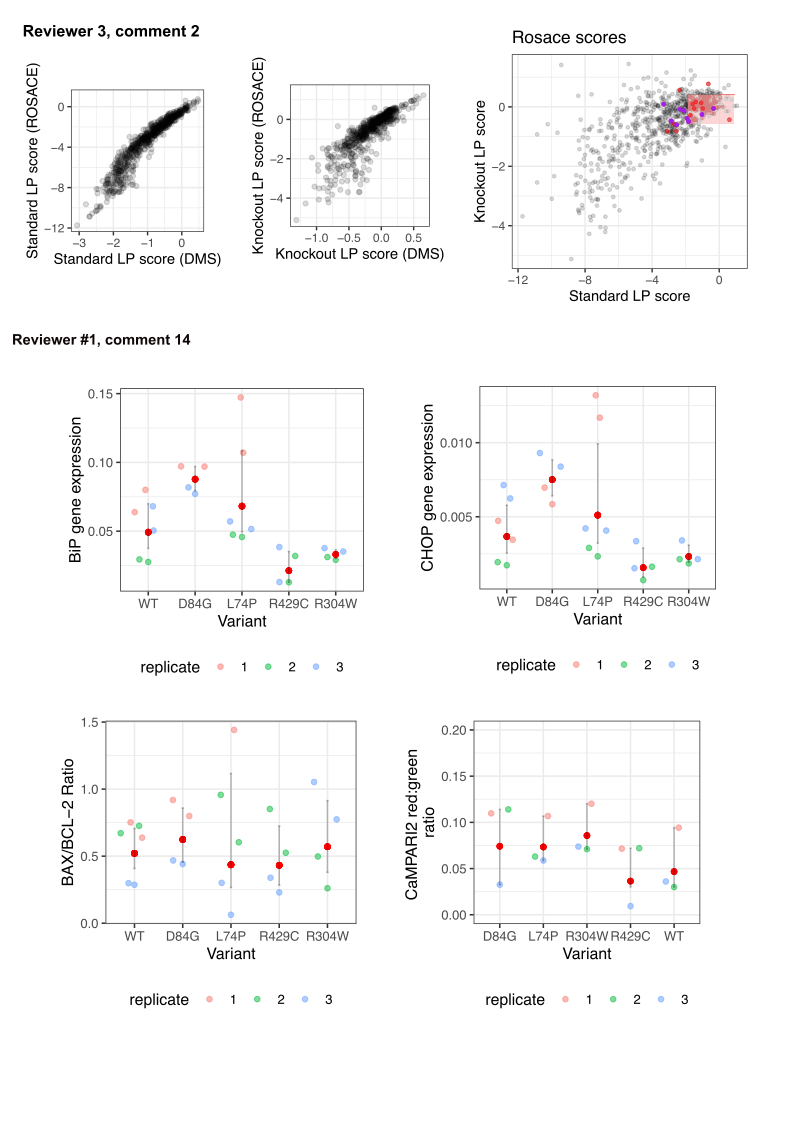 Reviewer 3, comment 2
Standard LP score (ROSACE)
0
−4
−8
−12
−3 −2 −1 0
Standard LP score (DMS)
Knockout LP score (ROSACE)
0
−2
−4
−1.0 −0.5 0.0 0.5
Knockout LP score (DMS)
Rosace scores
Knockout LP score
0
−2
−4
−12 −8 −4 0
Standard LP score
Reviewer #1, comment 14
BiP gene expression
0.15
0.10
0.05
WT D84G L74P R429C R304W
Variant
replicate 1 2 3
CHOP gene expression
0.010
0.005
WT D84G L74P R429C R304W
Variant
replicate 1 2 3
BAX/BCL−2 Ratio
1.5
1.0
0.5
0.0
WT D84G L74P R429C R304W
Variant
replicate 1 2 3
CaMPARI2 red:green
ratio
0.20
0.15
0.10
0.05
0.00
D84G L74P R304W R429C WT
Variant
replicate 1 2 3